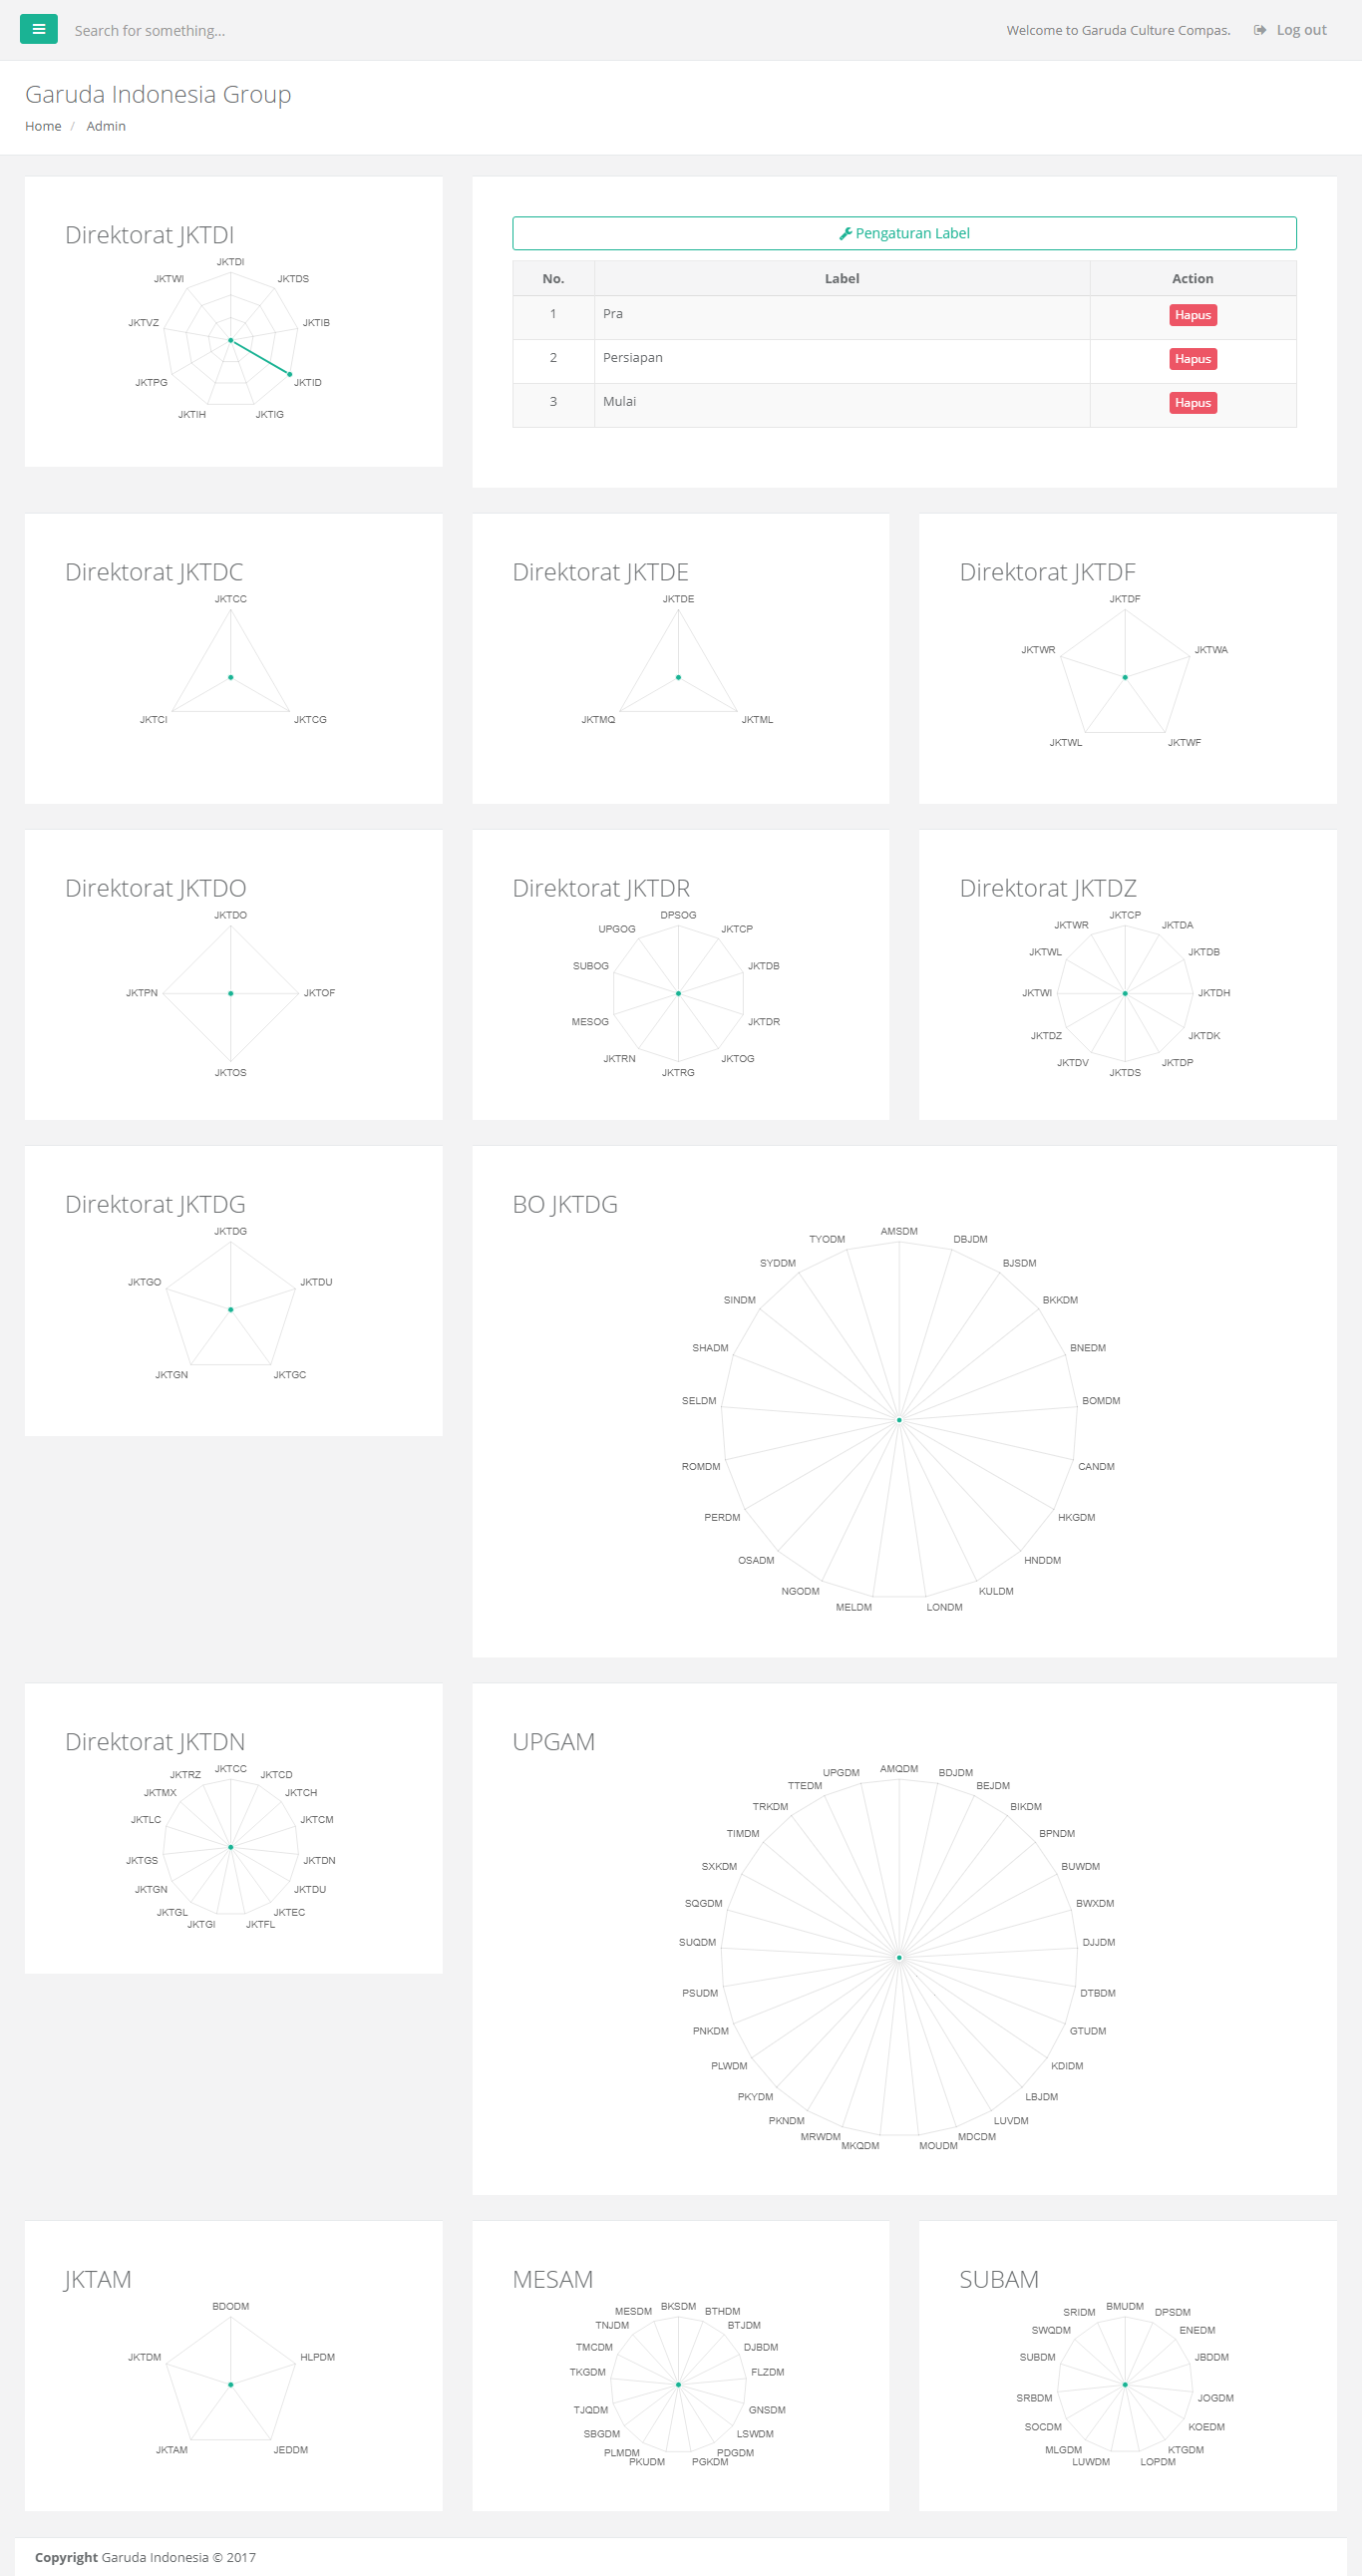 Search for something...
Welcome to Garuda Culture Compas.
Log out
Garuda Indonesia Group
Home / Admin
Direktorat JKTDI
JKTDI
JKTDS
JKTIB
JKTID
JKTIG
JKTIH
JKTPG
JKTVZ
JKTWI
Pengaturan Label
No. Label Action
1 Pra Hapus
2 Persiapan Hapus
3 Mulai Hapus
Direktorat JKTDC
JKTCC
JKTCG
JKTCI
Direktorat JKTDE
JKTDE
JKTML
JKTMQ
Direktorat JKTDF
JKTDF
JKTWA
JKTWF
JKTWL
JKTWR
Direktorat JKTDO
JKTDO
JKTOF
JKTOS
JKTPN
Direktorat JKTDR
DPSOG
JKTCP
JKTDB
JKTDR
JKTOG
JKTRG
JKTRN
MESOG
SUBOG
UPGOG
Direktorat JKTDZ
JKTCP
JKTDA
JKTDB
JKTDH
JKTDK
JKTDP
JKTDS
JKTDV
JKTDZ
JKTWI
JKTWL
JKTWR
Direktorat JKTDG
JKTDG
JKTDU
JKTGC
JKTGN
JKTGO
BO JKTDG
AMSDM
DBJDM
BJSDM
BKKDM
BNEDM
BOMDM
CANDM
HKGDM
HNDDM
KULDM
LONDM
MELDM
NGODM
OSADM
PERDM
ROMDM
SELDM
SHADM
SINDM
SYDDM
TYODM
Direktorat JKTDN
JKTCC
JKTCD
JKTCH
JKTCM
JKTDN
JKTDU
JKTEC
JKTFL
JKTGI
JKTGL
JKTGN
JKTGS
JKTLC
JKTMX
JKTRZ
UPGAM
AMQDM
BDJDM
BEJDM
BIKDM
BPNDM
BUWDM
BWXDM
DJJDM
DTBDM
GTUDM
KDIDM
LBJDM
LUVDM
MDCDM
MOUDM
MKQDM
MRWDM
PKNDM
PKYDM
PLWDM
PNKDM
PSUDM
SUQDM
SQGDM
SXKDM
TIMDM
TRKDM
TTEDM
UPGDM
JKTAM
BDODM
HLPDM
JEDDM
JKTAM
JKTDM
MESAM
BKSDM
BTHDM
BTJDM
DJBDM
FLZDM
GNSDM
LSWDM
PDGDM
PGKDM
PKUDM
PLMDM
SBGDM
TJQDM
TKGDM
TMCDM
TNJDM
MESDM
SUBAM
BMUDM
DPSDM
ENEDM
JBDDM
JOGDM
KOEDM
KTGDM
LOPDM
LUWDM
MLGDM
SOCDM
SRBDM
SUBDM
SWQDM
SRIDM
Copyright Garuda Indonesia © 2017